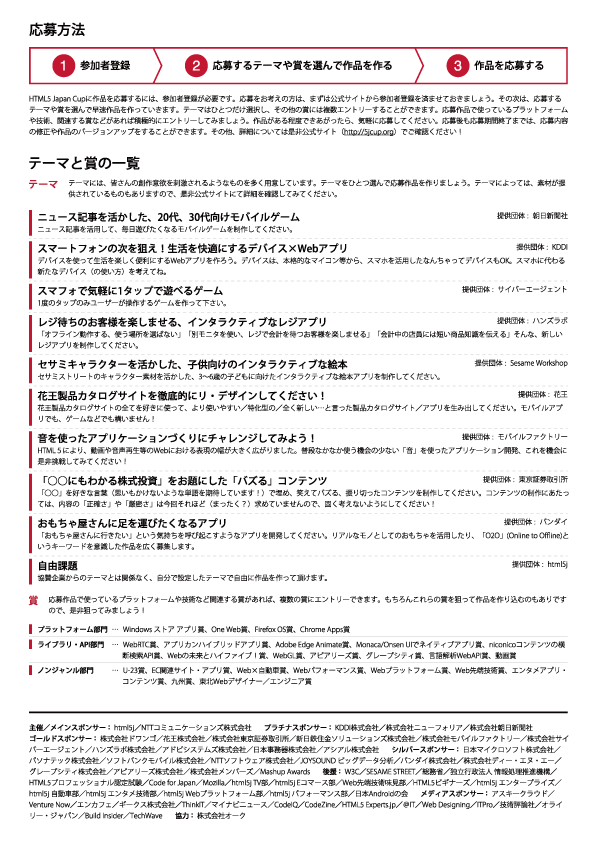 応募方法
1 参加者登録 2 応募するテーマや賞を選んで作品を作る 3 作品を応募する
HTML5 Japan Cupに作品を応募するには、参加者登録が必要です。応募をお考えの方は、まずは公式サイトから参加者登録を済ませておきましょう。その次は、応募する
テーマや賞を選んで早速作品を作っていきます。テーマはひとつだけ選択し、その他の賞には複数エントリーすることができます。応募作品で使っているプラットフォーム
や技術、関連する賞などがあれば積極的にエントリーしてみましょう。作品がある程度できあがったら、気軽に応募してください。応募後も応募期間終了までは、応募内容
の修正や作品のバージョンアップをすることができます。その他、詳細については是非公式サイト（http://5jcup.org）でご確認ください！
テーマと賞の一覧
テーマ テーマには、皆さんの創作意欲を刺激されるようなものを多く用意しています。テーマをひとつ選んで応募作品を作りましょう。テーマによっては、素材が提
供されているものもありますので、是非公式サイトにて詳細を確認してみてください。
ニュース記事を活かした、20代、30代向けモバイルゲーム 提供団体：朝日新聞社
ニュース記事を活用して、毎日遊びたくなるモバイルゲームを制作してください。
スマートフォンの次を狙え！生活を快適にするデバイス×Webアプリ 提供団体：KDDI
デバイスを使って生活を楽しく便利にするWebアプリを作ろう。デバイスは、本格的なマイコン等から、スマホを活用したなんちゃってデバイスもOK。スマホに代わる
新たなデバイス（の使い方）を考えてね。
スマフォで気軽に1タップで遊べるゲーム 提供団体：サイバーエージェント
1度のタップのみユーザーが操作するゲームを作って下さい。
レジ待ちのお客様を楽しませる、インタラクティブなレジアプリ 提供団体：ハンズラボ
「オフライン動作する、使う場所を選ばない」「別モニタを使い、レジで会計を待つお客様を楽しませる」「会計中の店員には短い商品知識を伝える」そんな、新しい
レジアプリを制作してください。
セサミキャラクターを活かした、子供向けのインタラクティブな絵本 提供団体：Sesame Workshop
セサミストリートのキャラクター素材を活かした、3〜6歳の子どもに向けたインタラクティブな絵本アプリを制作してください。
花王製品カタログサイトを徹底的にリ・デザインしてください！ 提供団体：花王
花王製品カタログサイトの全てを好きに使って、より使いやすい／特化型の／全く新しい…と言った製品カタログサイト／アプリを生み出してください。モバイルアプ
リでも、ゲームなどでも構いません！
音を使ったアプリケーションづくりにチャレンジしてみよう！ 提供団体：モバイルファクトリー
HTML5により、動画や音声再生等のWebにおける表現の幅が大きく広がりました。普段なかなか使う機会の少ない「音」を使ったアプリケーション開発、これを機会に
是非挑戦してみてください！
「〇〇にもわかる株式投資」をお題にした「バズる」コンテンツ 提供団体：東京証券取引所
「〇〇」を好きな言葉（思いもかけないような単語を期待しています！）で埋め、笑えてバズる、振り切ったコンテンツを制作してください。コンテンツの制作にあたっ
ては、内容の「正確さ」や「厳密さ」は今回それほど（まったく？）求めていませんので、固く考えないようにしてください！
おもちゃ屋さんに足を運びたくなるアプリ 提供団体：バンダイ
「おもちゃ屋さんに行きたい」という気持ちを呼び起こすようなアプリを開発してください。リアルなモノとしてのおもちゃを活用したり、「O2O」(Online to Offline)と
いうキーワードを意識した作品を広く募集します。
自由課題 提供団体：html5j
協賛企業からのテーマとは関係なく、自分で設定したテーマで自由に作品を作って頂けます。
賞 応募作品で使っているプラットフォームや技術など関連する賞があれば、複数の賞にエントリーできます。もちろんこれらの賞を狙って作品を作り込むのもありです
ので、是非狙ってみましょう！
プラットフォーム部門 … Windows ストア アプリ賞、One Web賞、Firefox OS賞、Chrome Apps賞
ライブラリ・API部門 … WebRTC賞、アプリカンハイブリッドアプリ賞、Adobe Edge Animate賞、Monaca/Onsen UIでネイティブアプリ賞、niconicoコンテンツの横
断検索API賞、Webの未来とハイファイブ！賞、WebGL賞、アピアリーズ賞、グレープシティ賞、言語解析WebAPI賞、動画賞
ノンジャンル部門 … U-23賞、EC関連サイト・アプリ賞、Web×自動車賞、Webパフォーマンス賞、Webプラットフォーム賞、Web先端技術賞、エンタメアプリ・
コンテンツ賞、九州賞、東北Webデザイナー／エンジニア賞
主催／メインスポンサー：html5j／NTTコミュニケーションズ株式会社 プラチナスポンサー：KDDI株式会社／株式会社ニューフォリア／株式会社朝日新聞社
ゴールドスポンサー：株式会社ドワンゴ／花王株式会社／株式会社東京証券取引所／新日鉄住金ソリューションズ株式会社／株式会社モバイルファクトリー／株式会社サイ
バーエージェント／ハンズラボ株式会社／アドビシステムズ株式会社／日本事務器株式会社／アシアル株式会社 シルバースポンサー：日本マイクロソフト株式会社／
パソナテック株式会社／ソフトバンクモバイル株式会社／NTTソフトウェア株式会社／JOYSOUND ビッグデータ分析／バンダイ株式会社／株式会社ディー・エヌ・エー／
グレープシティ株式会社／アピアリーズ株式会社／株式会社メンバーズ／Mashup Awards 後援：W3C／SESAME STREET／総務省／独立行政法人 情報処理推進機構／
HTML5プロフェッショナル認定試験／Code for Japan／Mozilla／html5j TV部／html5j Eコマース部／Web先端技術味見部／HTML5ビギナーズ／html5j エンタープライズ／
html5j 自動車部／html5j エンタメ技術部／html5j Webプラットフォーム部／html5j パフォーマンス部／日本Androidの会 メディアスポンサー：アスキークラウド／
Venture Now／エンカフェ／ギークス株式会社／ThinkIT／マイナビニュース／CodeIQ／CodeZine／HTML5 Experts.jp／@IT／Web Designing／ITPro／技術評論社／オライ
リー・ジャパン／Build Insider／TechWave 協力：株式会社オーク